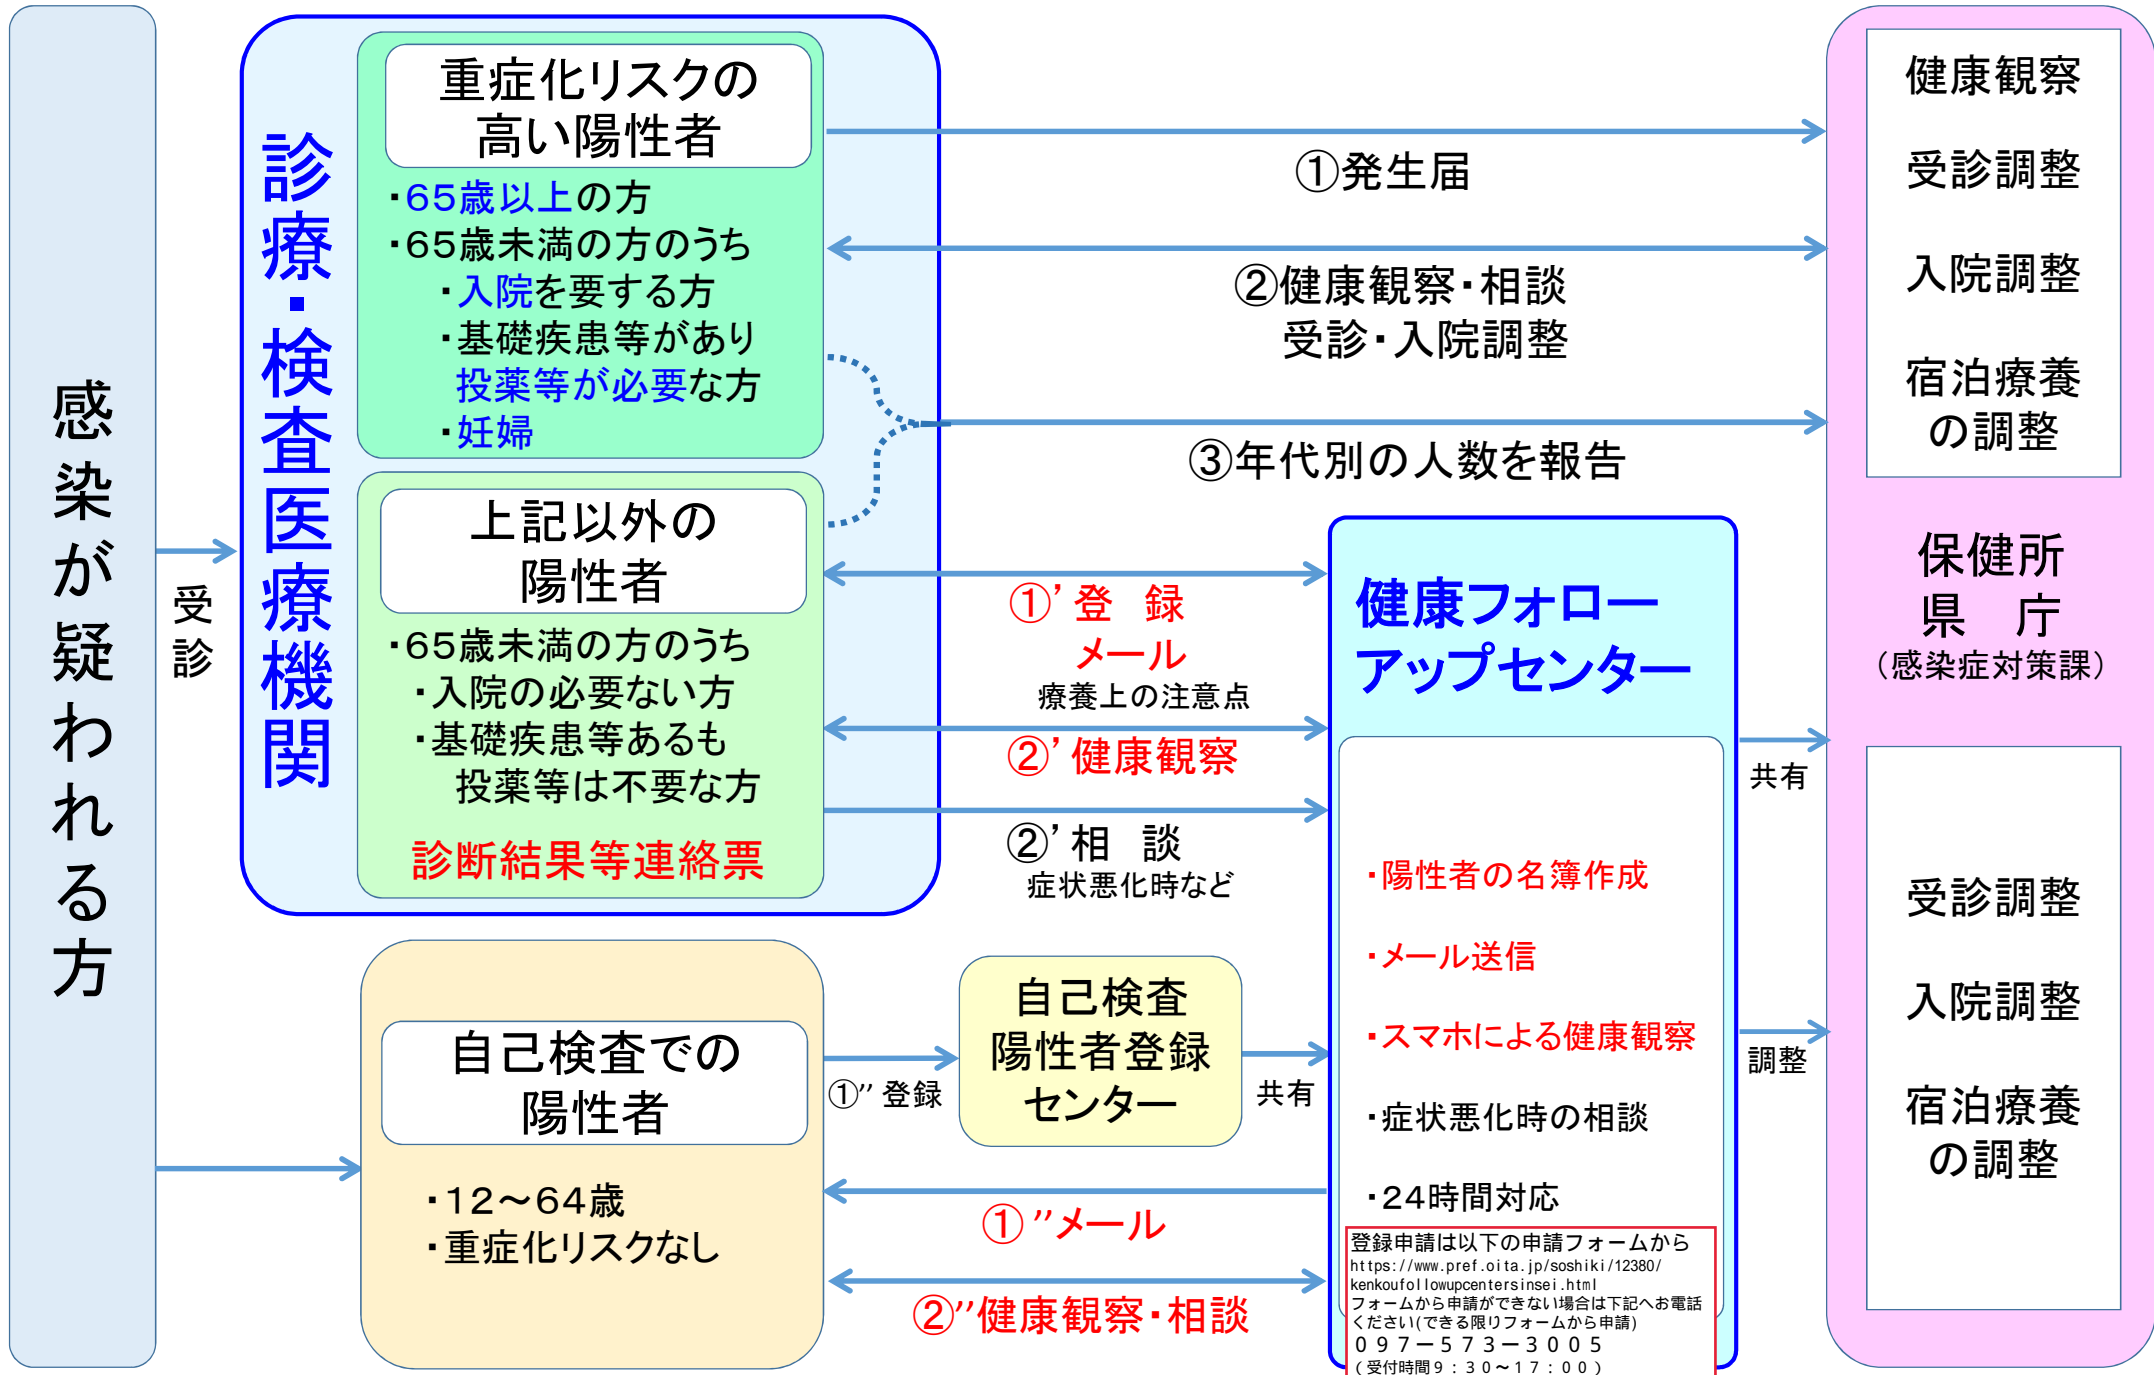 感染が疑われる方
受診
診療・検査医療機関
重症化リスクの
高い陽性者
・65歳以上の方
・65歳未満の方のうち
・入院を要する方
・基礎疾患等があり
投薬等が必要な方
・妊婦
上記以外の
陽性者
・65歳未満の方のうち
・入院の必要ない方
・基礎疾患等あるも
投薬等は不要な方
診断結果等連絡票
自己検査での
陽性者
・12～64歳
・重症化リスクなし
①発生届
②健康観察・相談
受診・入院調整
③年代別の人数を報告
①’登 録
メール
療養上の注意点
②’健康観察
②’相 談
症状悪化時など
①’’登録
自己検査
陽性者登録
センター
共有
①’’メール
②’’健康観察・相談
健康フォロー
アップセンター
・陽性者の名簿作成
・メール送信
・スマホによる健康観察
・症状悪化時の相談
・24時間対応
登録申請は以下の申請フォームから
https://www.pref.oita.jp/soshiki/12380/
kenkoufollowupcentersinsei.html
フォームから申請ができない場合は下記へお電話
ください(できる限りフォームから申請)
097－573－3005
(受付時間9:30～17:00)
共有
調整
健康観察
受診調整
入院調整
宿泊療養
の調整
保健所
県 庁
（感染症対策課）
受診調整
入院調整
宿泊療養
の調整